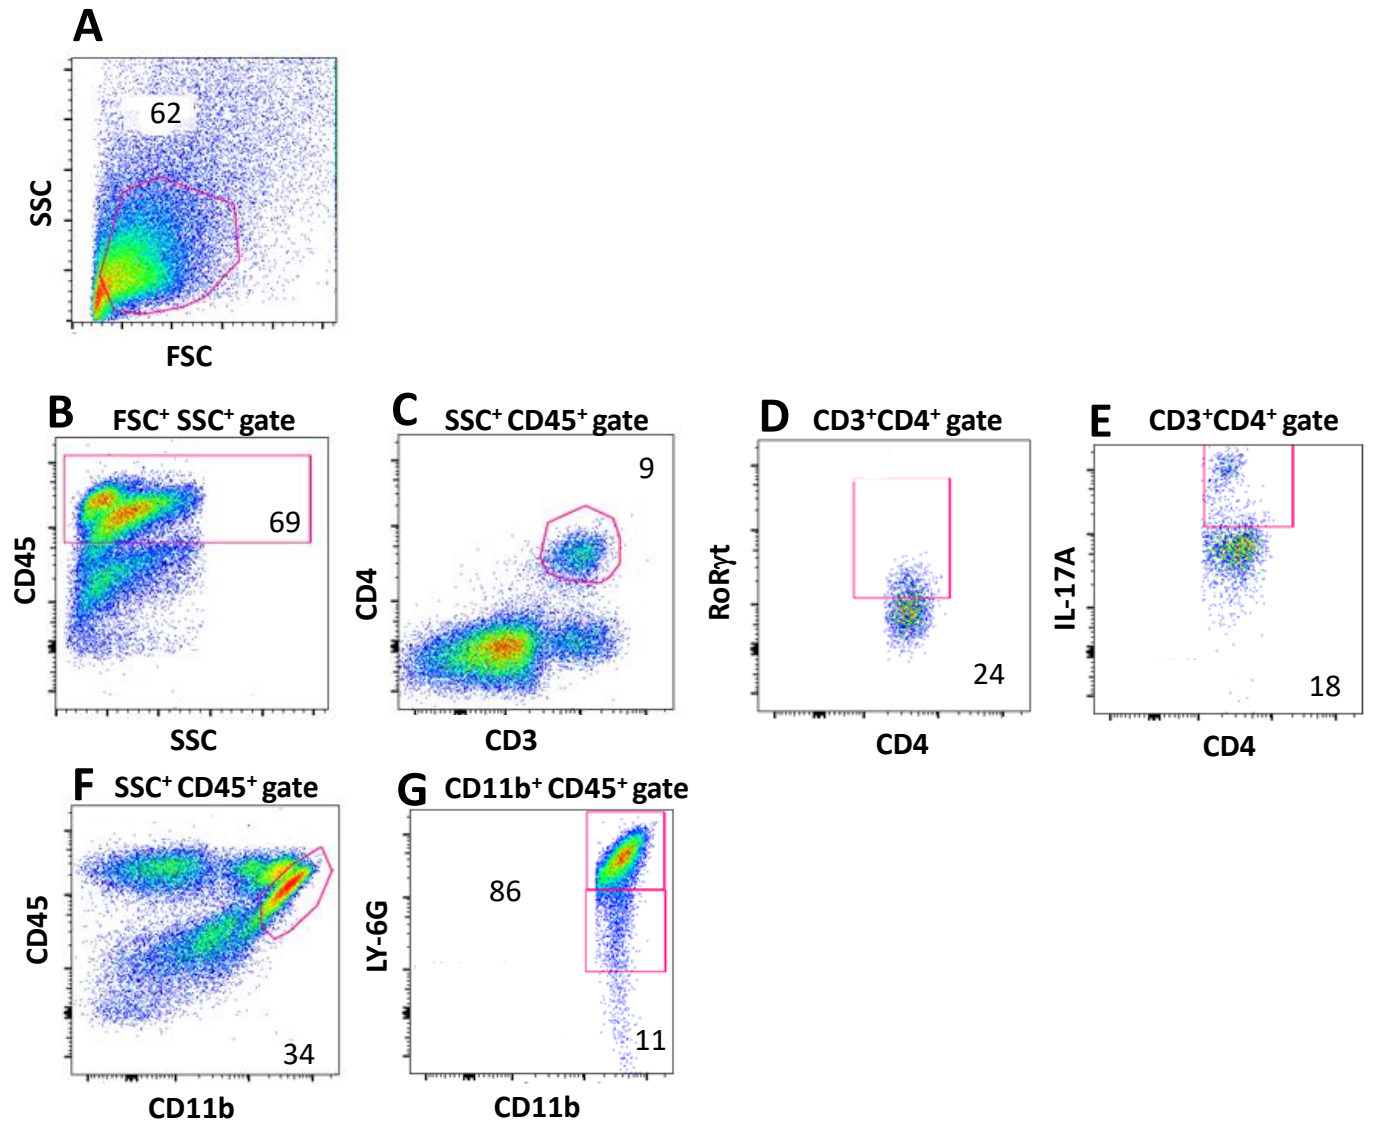 A
62
SSC
FSC
B FSC+ SSC+ gate
69
CD45
SSC
C SSC+ CD45+ gate
9
CD4
CD3
D CD3+CD4+ gate
RoRγt
24
CD4
E CD3+CD4+ gate
IL-17A
18
CD4
F SSC+ CD45+ gate
CD45
34
CD11b
G CD11b+ CD45+ gate
86
LY-6G
11
CD11b